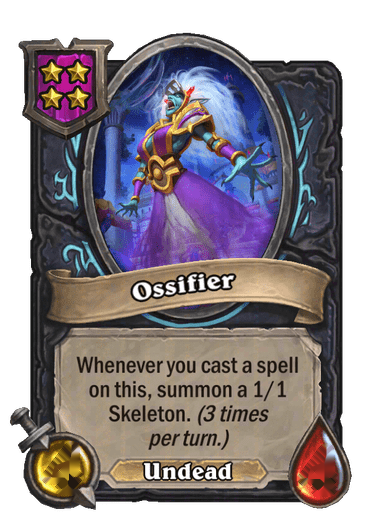 Ossifier
Whenever you cast a spell
on this, summon a 1/1
Skeleton. (3 times
per turn.)
Undead